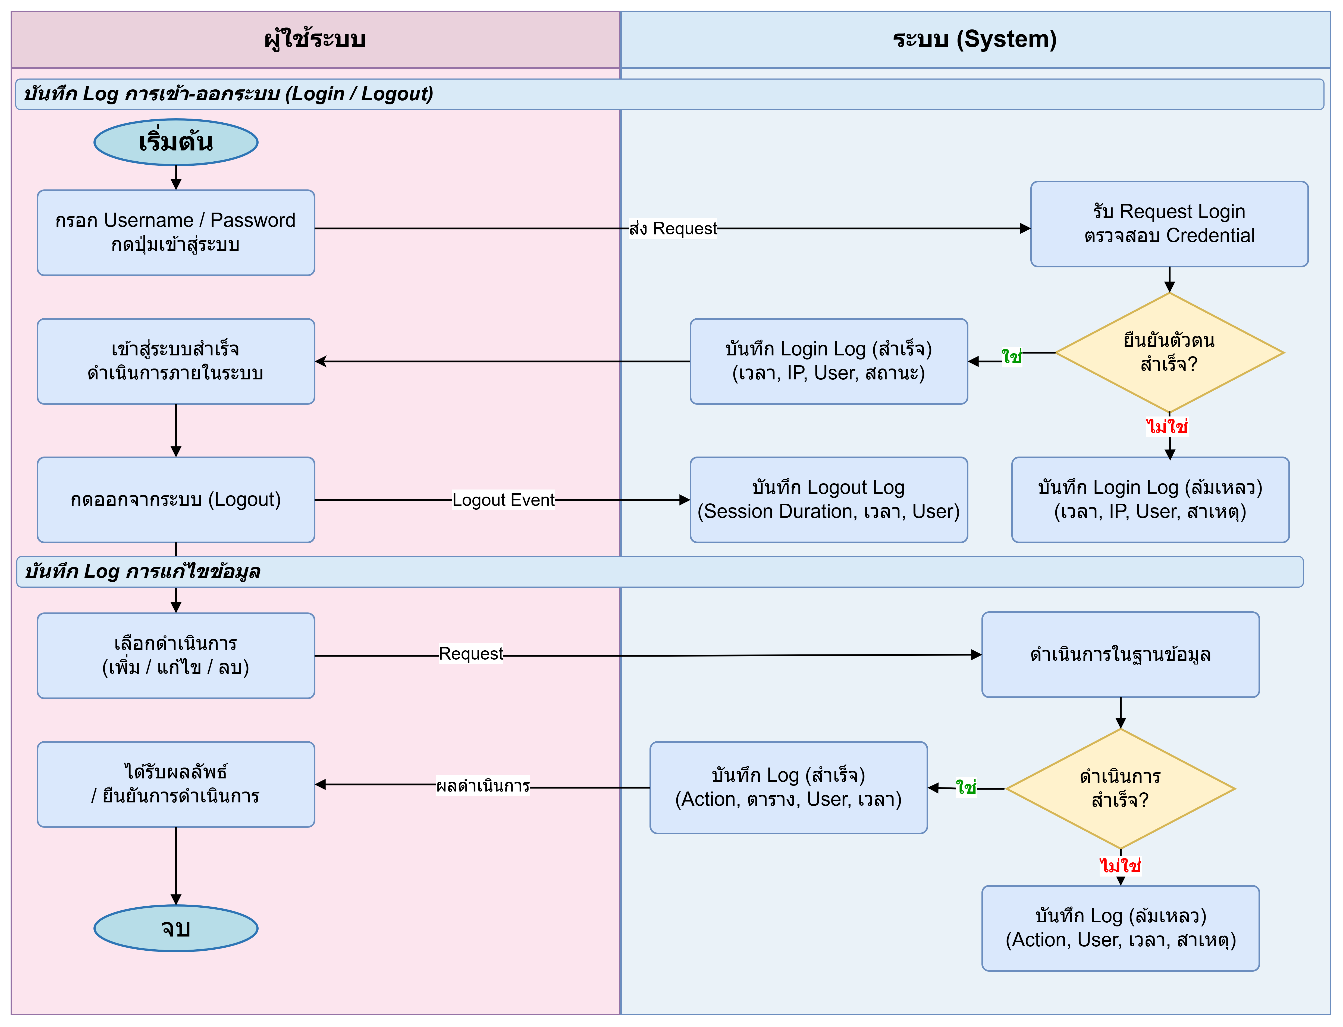 ผู้ใช้ระบบ
ระบบ (System)
บันทึก Log การเข้า-ออกระบบ (Login / Logout)
เริ่มต้น
กรอก Username / Password
กดปุ่มเข้าสู่ระบบ
ส่ง Request
รับ Request Login
ตรวจสอบ Credential
ยืนยันตัวตน
สำเร็จ?
ใช่
บันทึก Login Log (สำเร็จ)
(เวลา, IP, User, สถานะ)
เข้าสู่ระบบสำเร็จ
ดำเนินการภายในระบบ
ไม่ใช่
บันทึก Login Log (ล้มเหลว)
(เวลา, IP, User, สาเหตุ)
กดออกจากระบบ (Logout)
Logout Event
บันทึก Logout Log
(Session Duration, เวลา, User)
บันทึก Log การแก้ไขข้อมูล
เลือกดำเนินการ
(เพิ่ม / แก้ไข / ลบ)
Request
ดำเนินการในฐานข้อมูล
ดำเนินการ
สำเร็จ?
ใช่
บันทึก Log (สำเร็จ)
(Action, ตาราง, User, เวลา)
ผลดำเนินการ
ได้รับผลลัพธ์
/ ยืนยันการดำเนินการ
ไม่ใช่
บันทึก Log (ล้มเหลว)
(Action, User, เวลา, สาเหตุ)
จบ